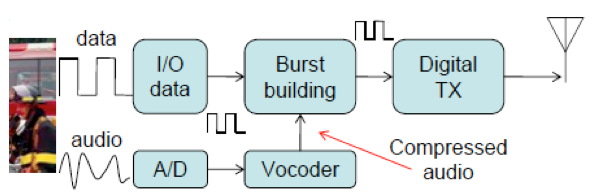 data
I/O
data
Burst
building
Digital
TX
audio
A/D
Vocoder
Compressed
audio